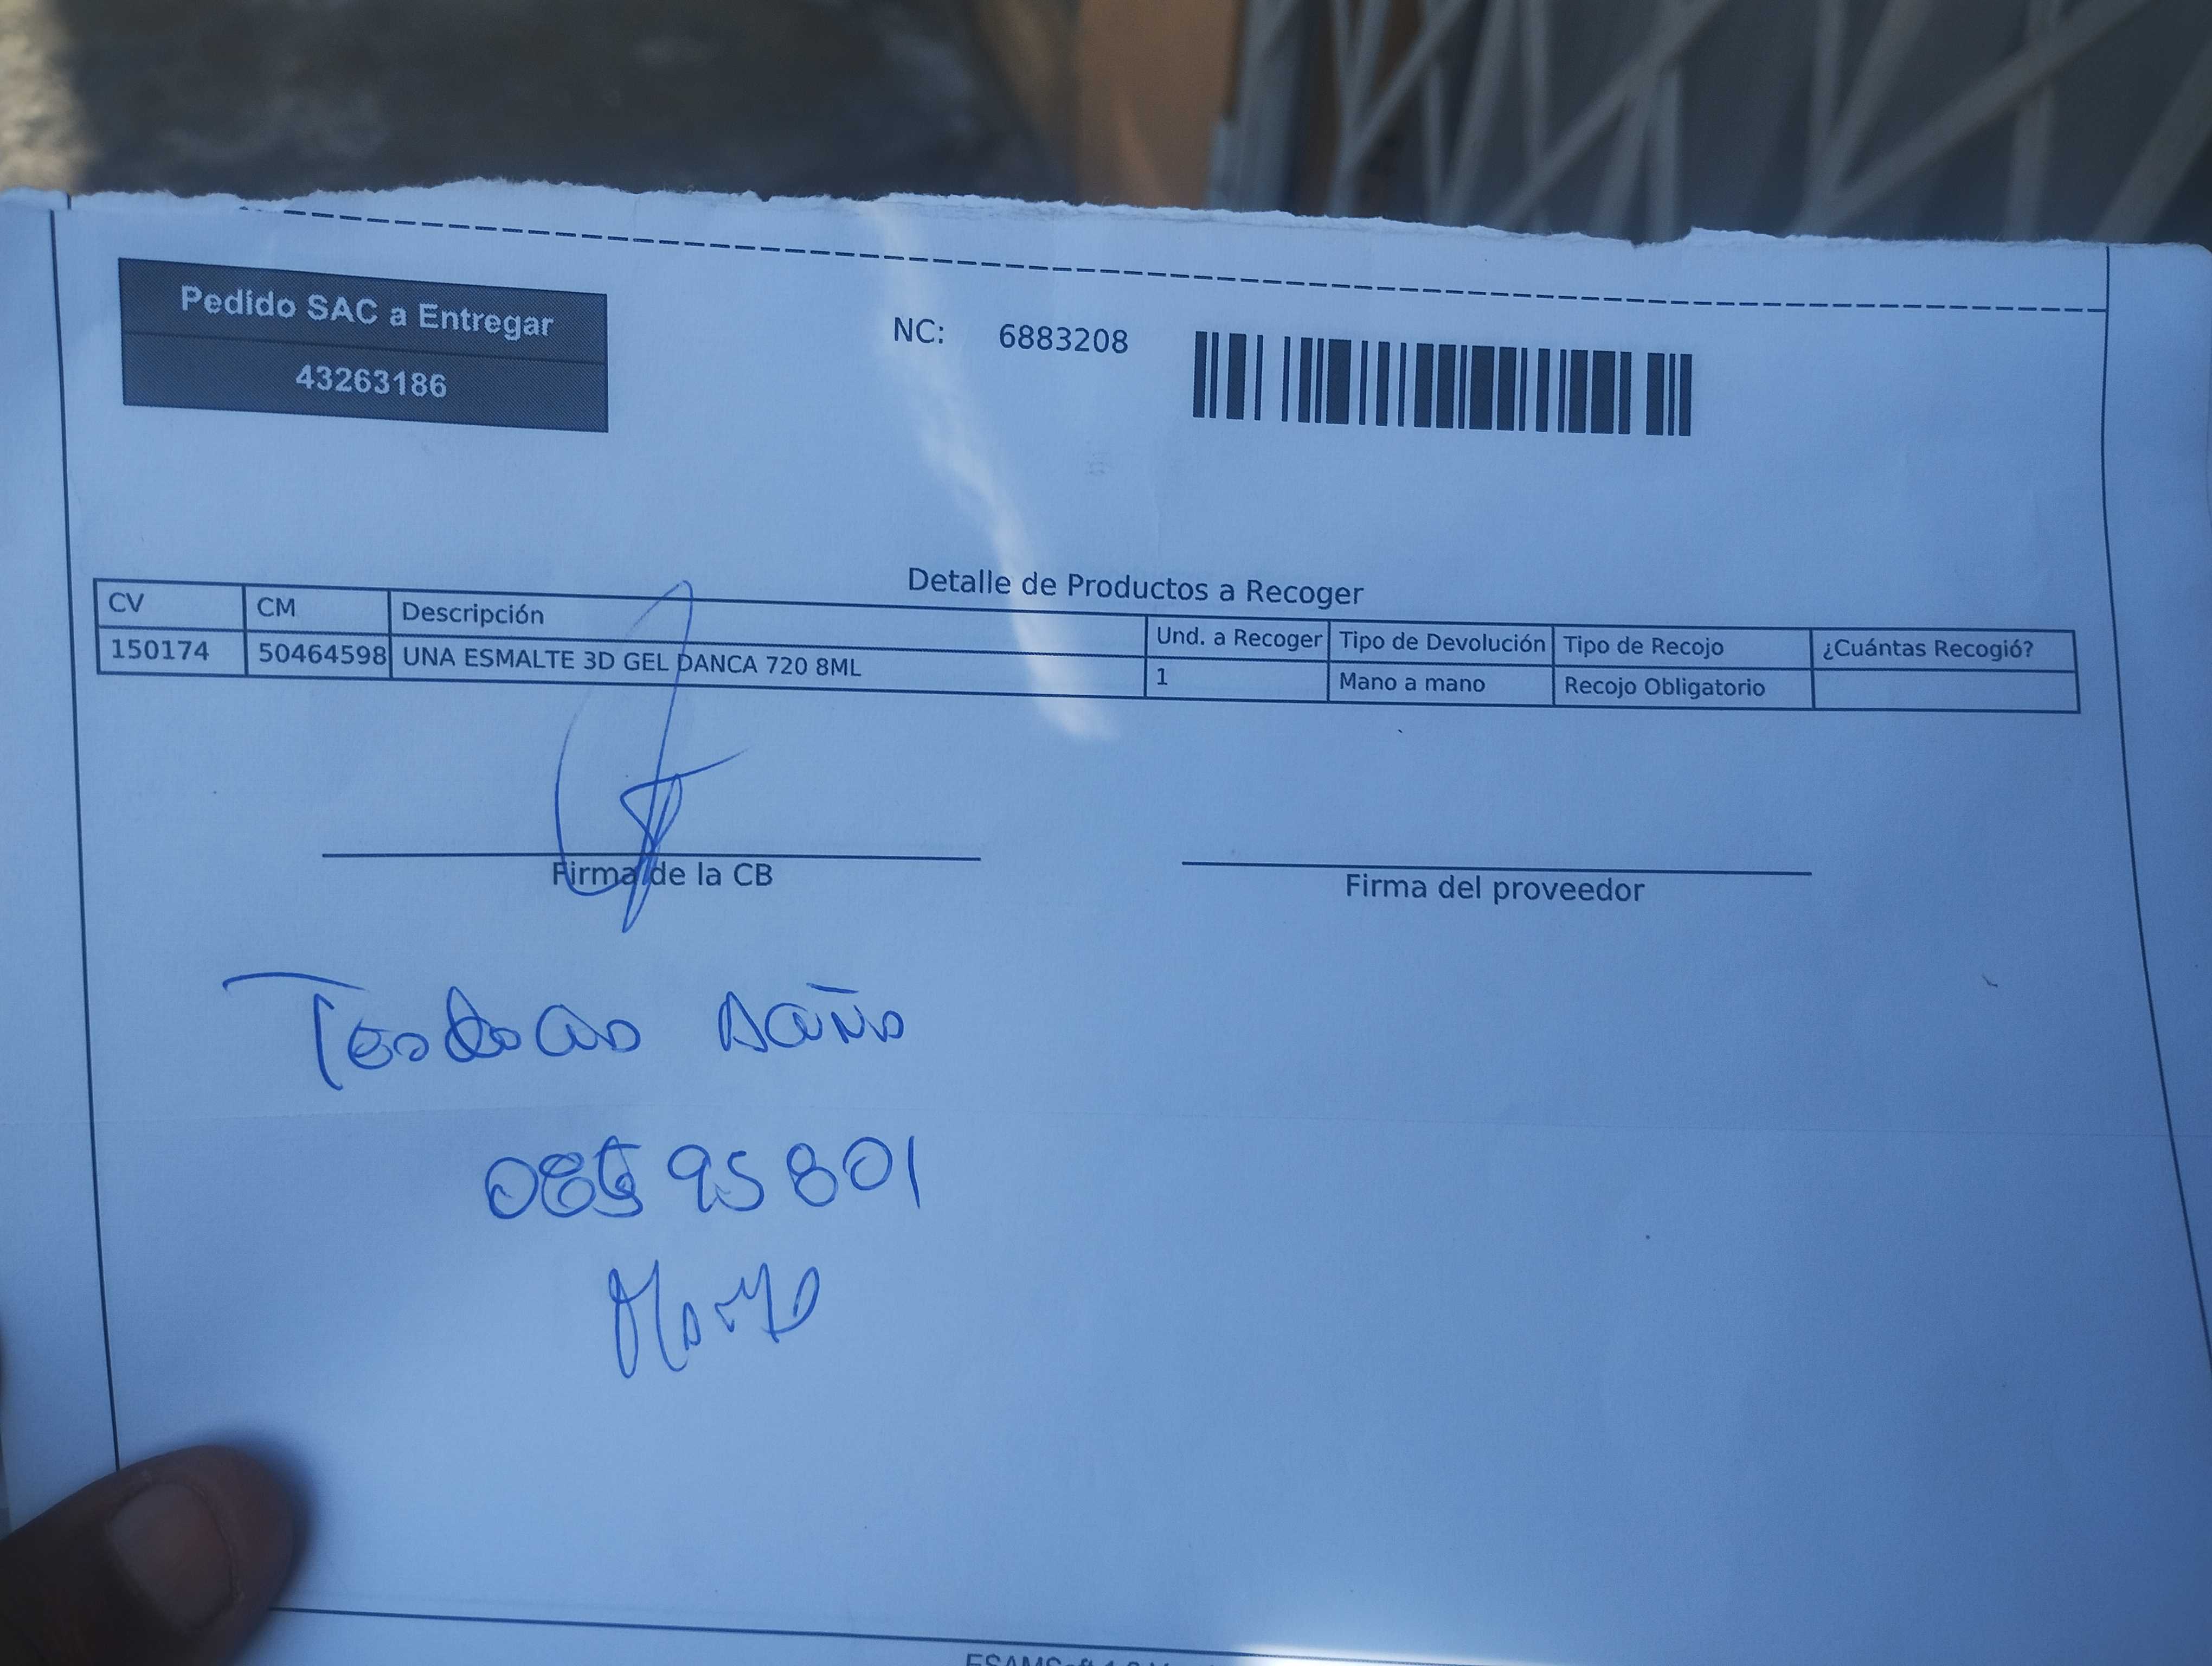 Pedido SAC a Entregar
43263186
NC: 6883208
Detalle de Productos a Recoger
CV CM Descripción Und. a Recoger Tipo de Devolución Tipo de Recojo ¿Cuántas Recogió?
150174 50464598 UNA ESMALTE 3D GEL DANCA 720 8ML 1 Mano a mano Recojo Obligatorio
Firma de la CB Firma del proveedor
95801